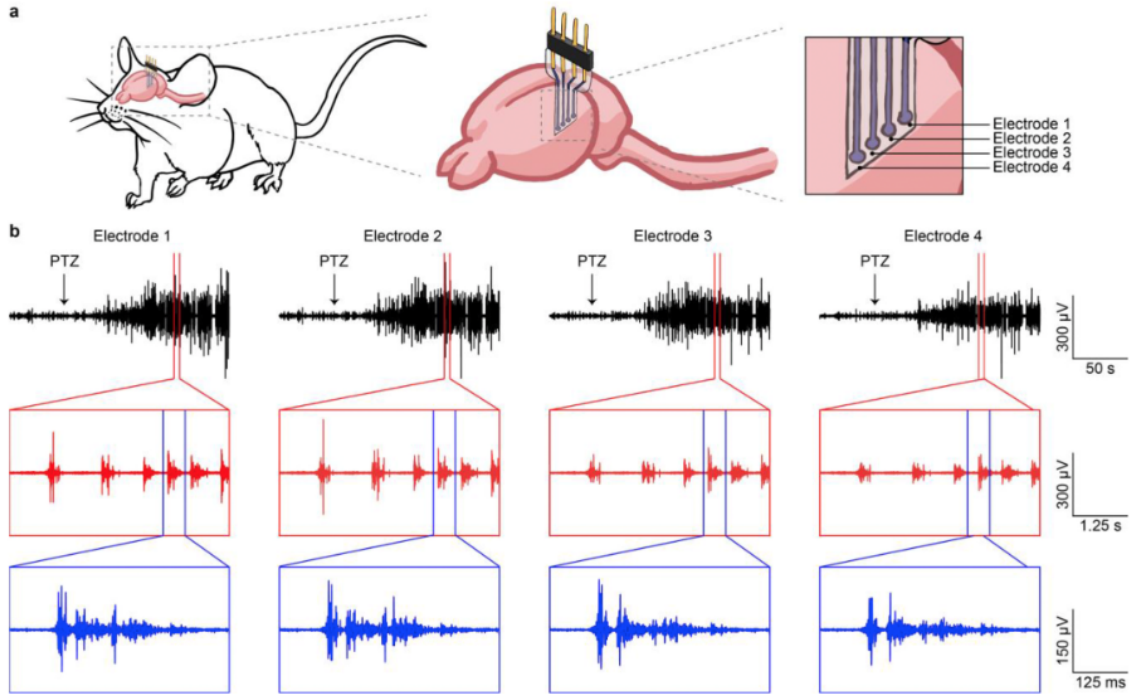 a
Electrode 1
Electrode 2
Electrode 3
Electrode 4
b
Electrode 1
Electrode 2
Electrode 3
Electrode 4
PTZ
PTZ
PTZ
PTZ
300 µV
50 s
300 µV
1.25 s
150 µV
125 ms